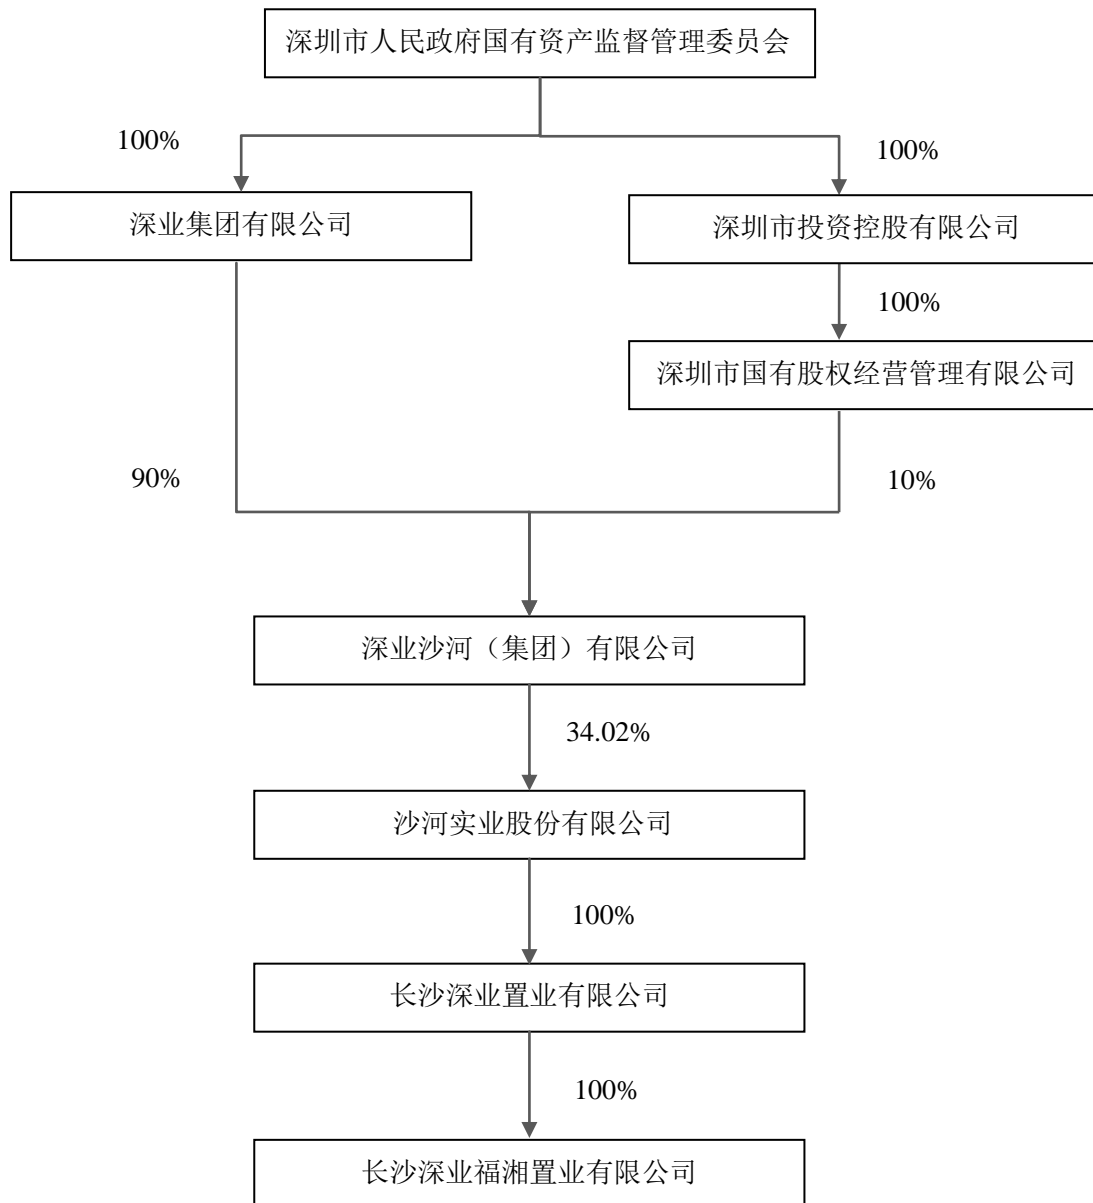 深圳市人民政府国有资产监督管理委员会
100%
100%
深业集团有限公司
深圳市投资控股有限公司
100%
深圳市国有股权经营管理有限公司
90%
10%
深业沙河（集团）有限公司
34.02%
沙河实业股份有限公司
100%
长沙深业置业有限公司
100%
长沙深业福湘置业有限公司